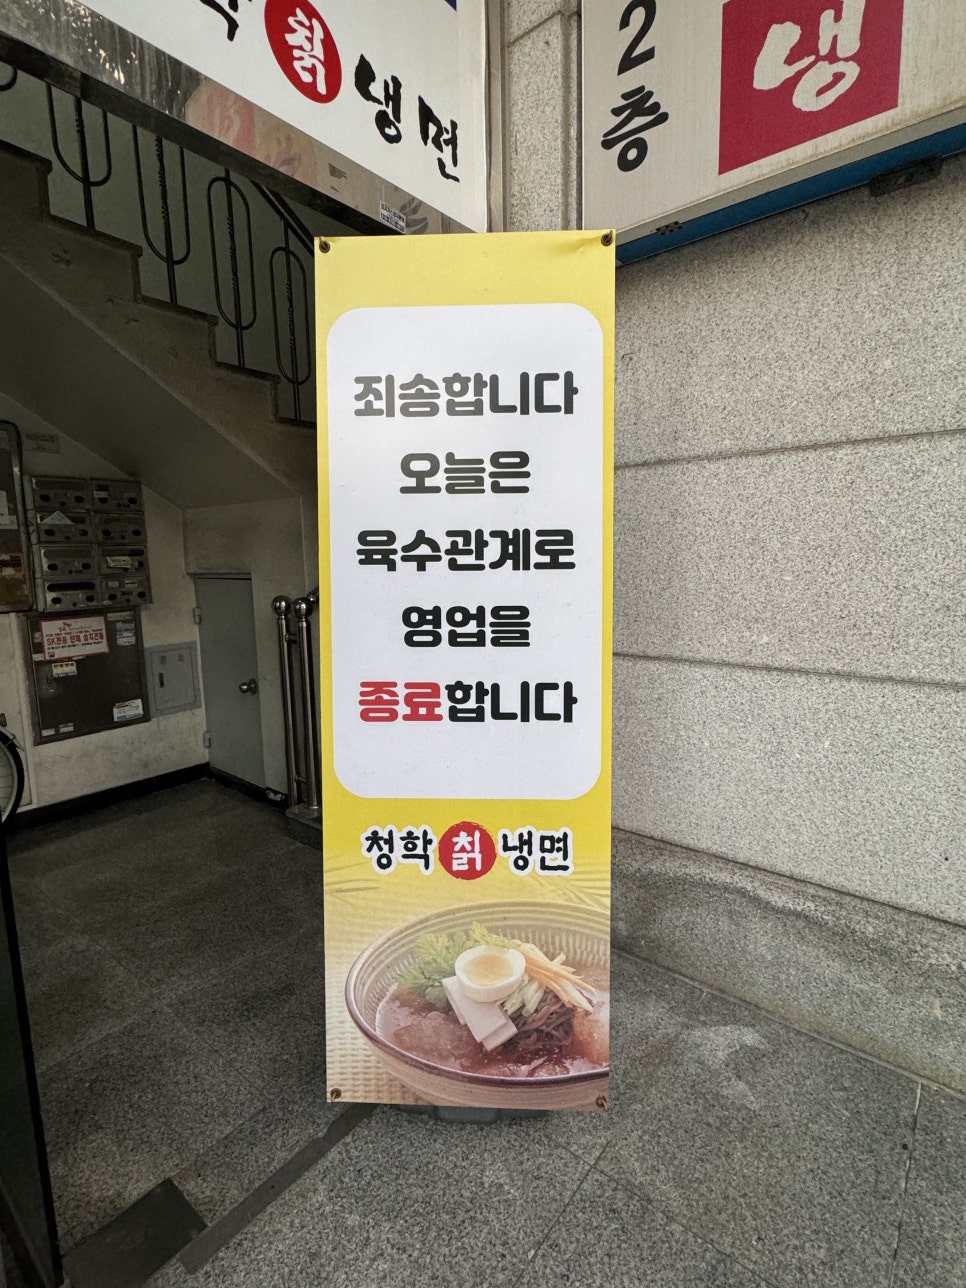 칡냉면
2층 냉
죄송합니다
오늘은
육수관계로
영업을
종료합니다
청학칡냉면